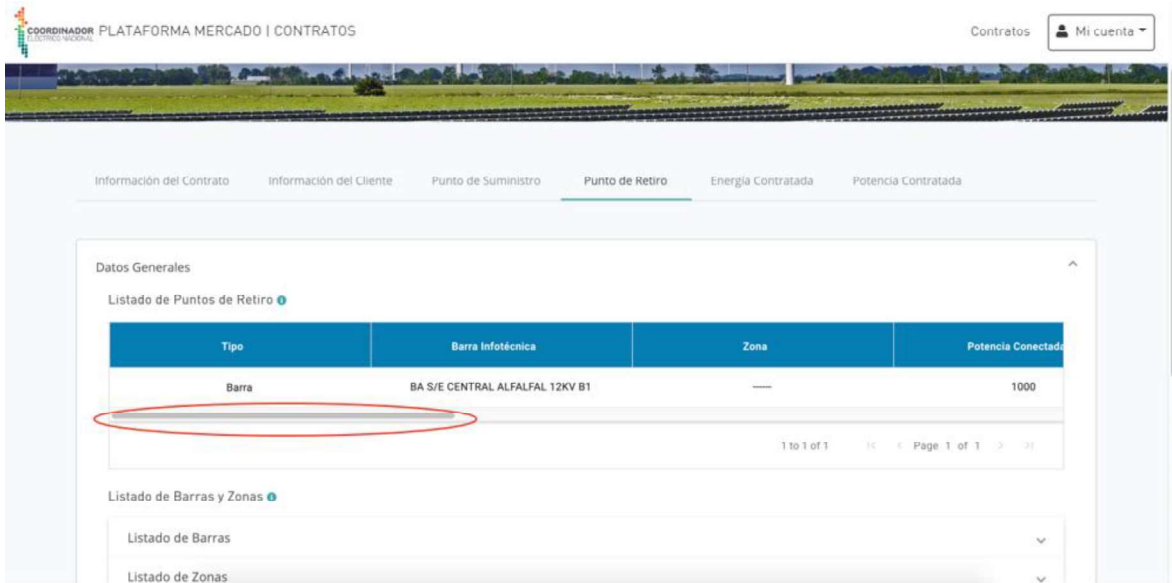 COORDINADOR
ELÉCTRICO NACIONAL
PLATAFORMA MERCADO | CONTRATOS
Contratos
Mi cuenta
Información del Contrato Información del Cliente Punto de Suministro Punto de Retiro Energía Contratada Potencia Contratada
Datos Generales
Listado de Puntos de Retiro
Tipo Barra Infotécnica Zona Potencia Conectada
Barra BA S/E CENTRAL ALFALFAL 12KV B1 ------ 1000
1 to 1 of 1 Page 1 of 1
Listado de Barras y Zonas
Listado de Barras
Listado de Zonas